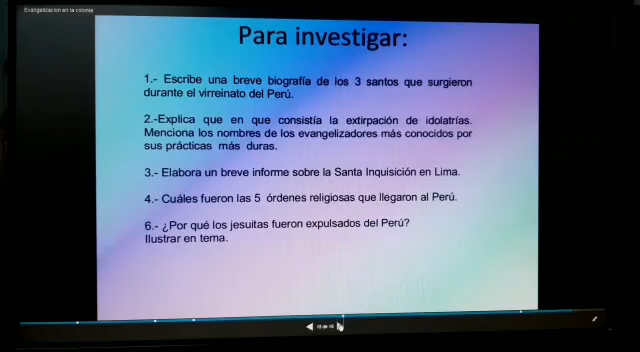 Evangelizacion en la colonia
Para investigar:
1.- Escribe una breve biografía de los 3 santos que surgieron
durante el virreinato del Perú.
2.-Explica que en que consistía la extirpación de idolatrías.
Menciona los nombres de los evangelizadores más conocidos por
sus prácticas más duras.
3.- Elabora un breve informe sobre la Santa Inquisición en Lima.
4.- Cuáles fueron las 5 órdenes religiosas que llegaron al Perú.
6.- ¿Por qué los jesuitas fueron expulsados del Perú?
Ilustrar en tema.